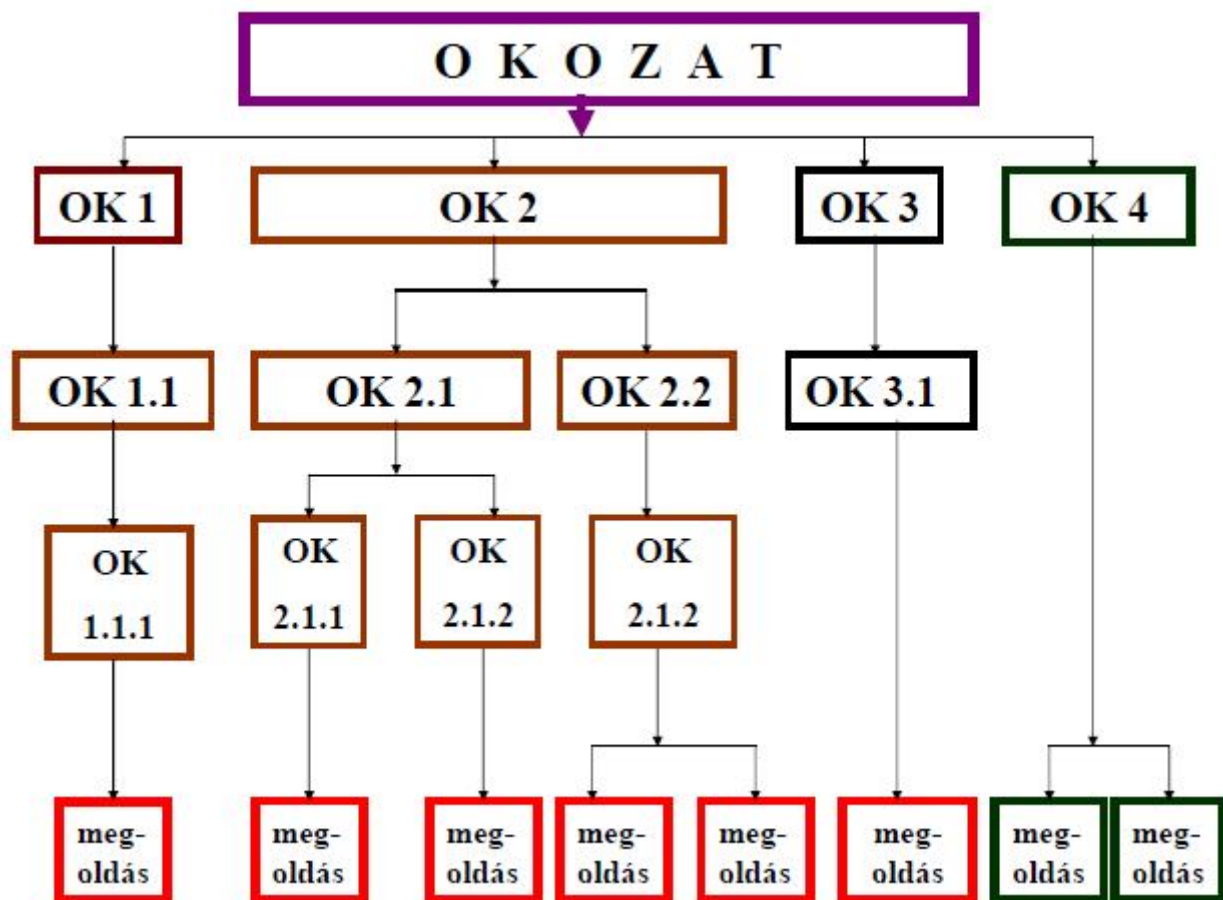 O K O Z A T
OK 1
OK 2
OK 3
OK 4
OK 1.1
OK 2.1
OK 2.2
OK 3.1
OK
1.1.1
OK
2.1.1
OK
2.1.2
OK
2.1.2
meg-
oldás
meg-
oldás
meg-
oldás
meg-
oldás
meg-
oldás
meg-
oldás
meg-
oldás
meg-
oldás